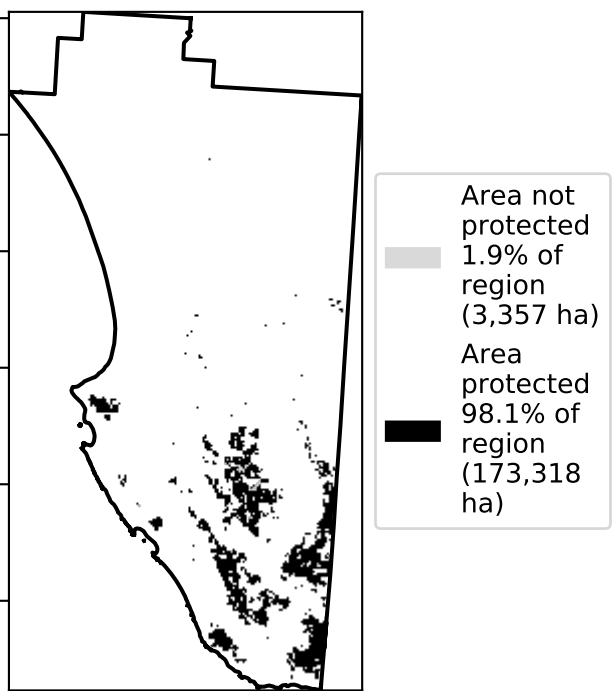 Area not
protected
1.9% of
region
(3,357 ha)
Area
protected
98.1% of
region
(173,318
ha)